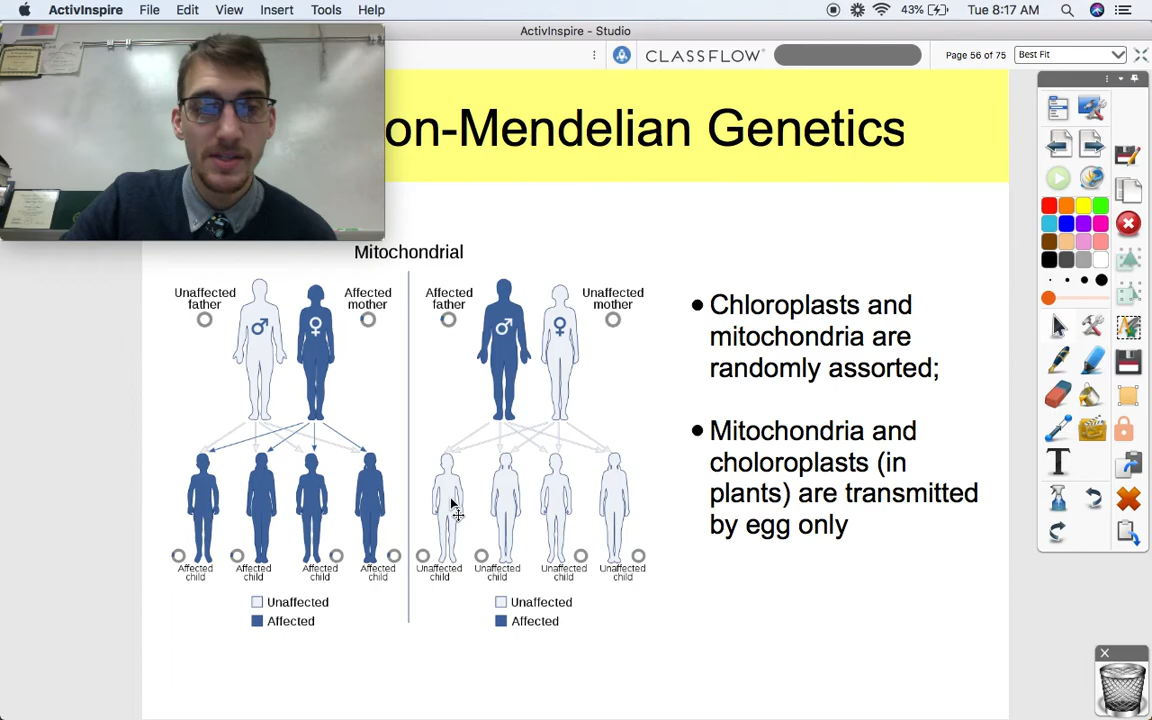 ActivInspire File Edit View Insert Tools Help
43% Tue 8:17 AM
ActivInspire - Studio
CLASSFLOW
Page 56 of 75
Best Fit
on-Mendelian Genetics
Mitochondrial
Unaffected father
Affected mother
Affected father
Unaffected mother
Affected child
Affected child
Affected child
Affected child
Unaffected child
Unaffected child
Unaffected child
Unaffected child
Unaffected
Affected
Unaffected
Affected
• Chloroplasts and
mitochondria are
randomly assorted;
• Mitochondria and
choloroplasts (in
plants) are transmitted
by egg only
T